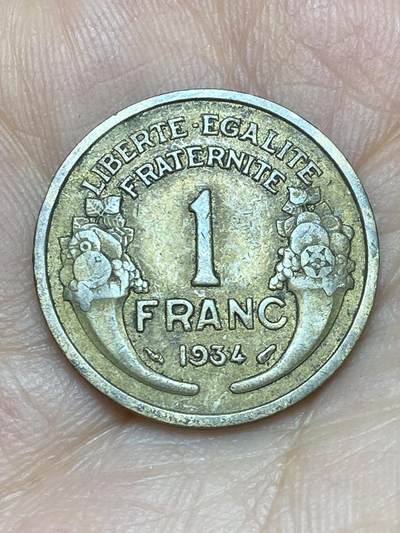 LIBERTE · EGALITE
FRATERNITE
1
FRANC
1934